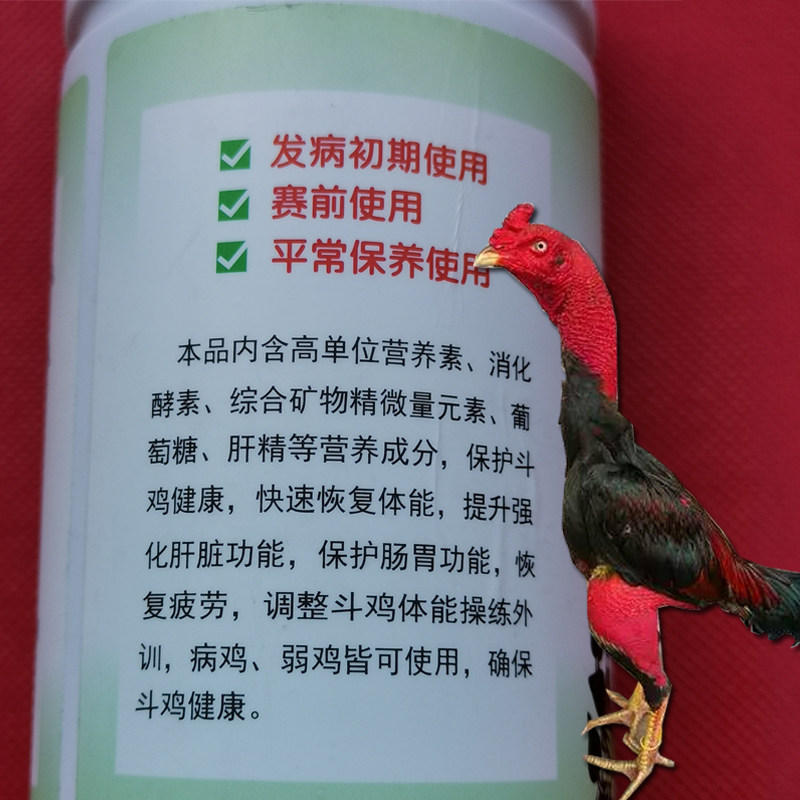 发病初期使用
赛前使用
平常保养使用
本品内含高单位营养素、消化
酵素、综合矿物精微量元素、葡
萄糖、肝精等营养成分，保护斗
鸡健康，快速恢复体能，提升强
化肝脏功能，保护肠胃功能，恢
复疲劳，调整斗鸡体能操练外
训，病鸡、弱鸡皆可使用，确保
斗鸡健康。